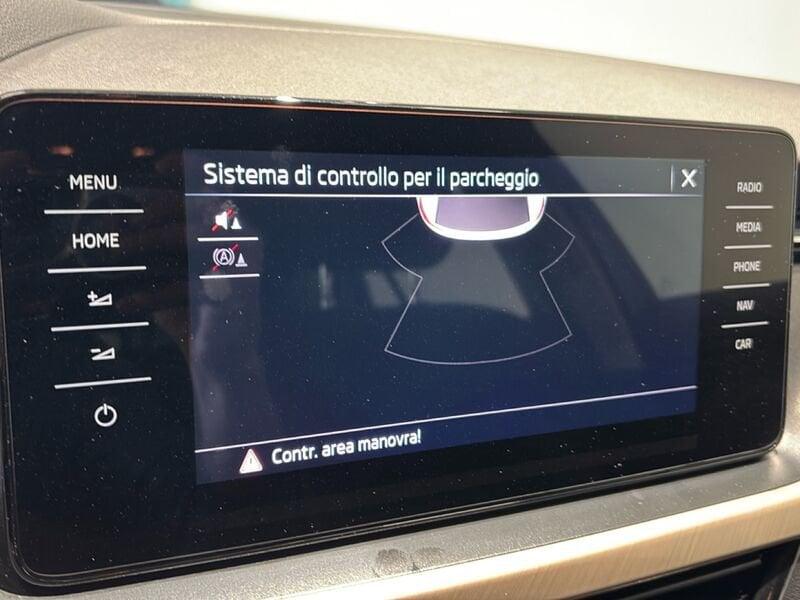 Sistema di controllo per il parcheggio X
MENU
HOME
RADIO
MEDIA
PHONE
NAV
CAR
Contr. area manovra!